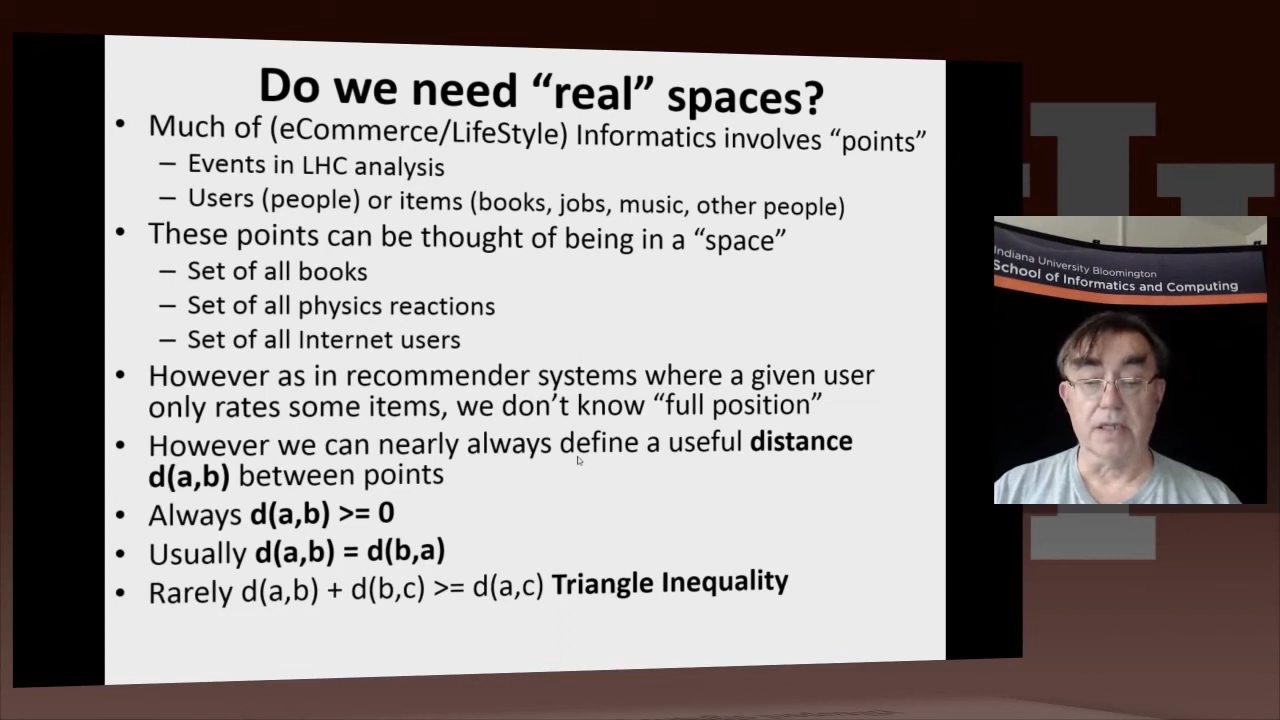 Do we need “real” spaces?
• Much of (eCommerce/LifeStyle) Informatics involves “points”
– Events in LHC analysis
– Users (people) or items (books, jobs, music, other people)
• These points can be thought of being in a “space”
– Set of all books
– Set of all physics reactions
– Set of all Internet users
• However as in recommender systems where a given user
only rates some items, we don’t know “full position”
• However we can nearly always define a useful distance
d(a,b) between points
• Always d(a,b) >= 0
• Usually d(a,b) = d(b,a)
• Rarely d(a,b) + d(b,c) >= d(a,c) Triangle Inequality
Indiana University Bloomington
School of Informatics and Computing